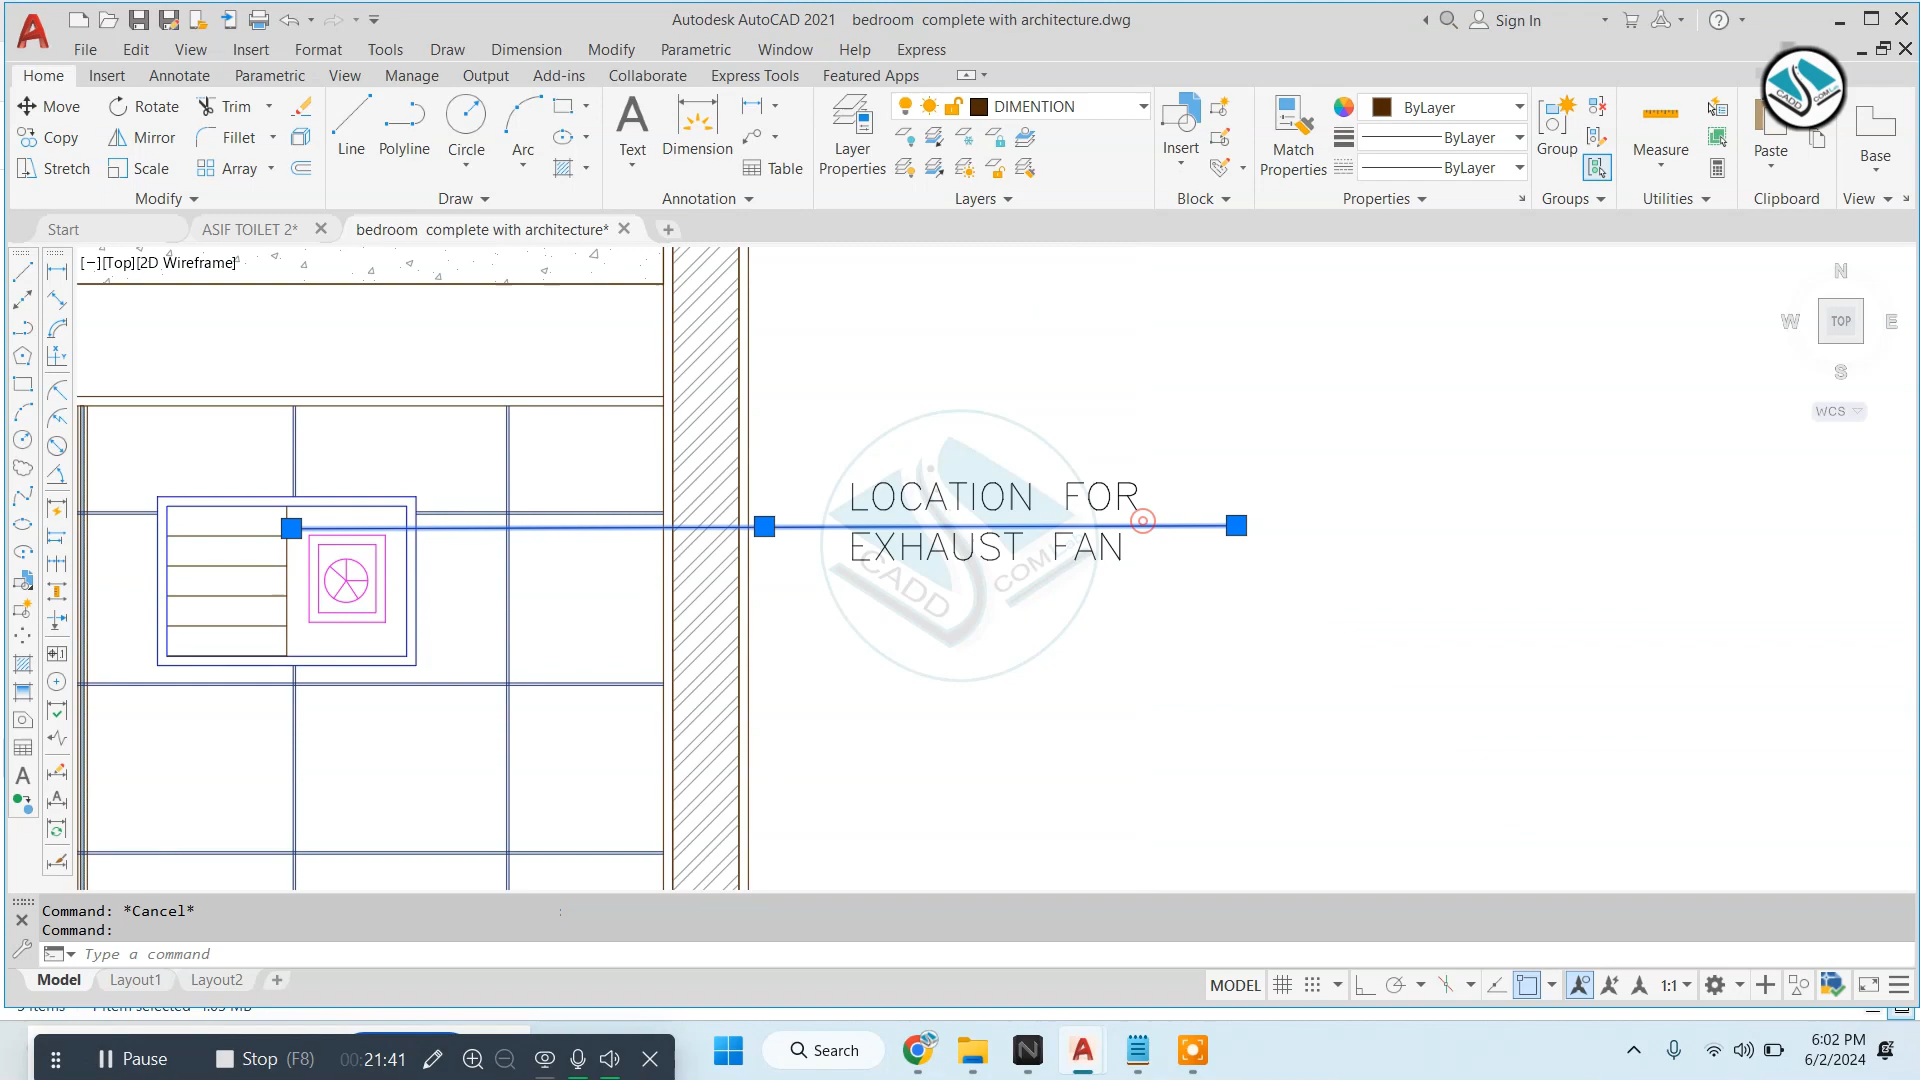 Autodesk AutoCAD 2021 bedroom complete with architecture.dwg
Sign In
File Edit View Insert Format Tools Draw Dimension Modify Parametric Window Help Express
Home Insert Annotate Parametric View Manage Output Add-ins Collaborate Express Tools Featured Apps
Move Rotate Trim
Copy Mirror Fillet
Stretch Scale Array
Modify
Line Polyline Circle Arc
Draw
Text Dimension Table
Annotation
Layer Properties
DIMENTION
Layers
Insert
Block
Match Properties
ByLayer
ByLayer
ByLayer
Properties
Group
Groups
Measure
Utilities
Paste
Clipboard
Base
View
CADD COM
Start ASIF TOILET 2* bedroom complete with architecture*
[−][Top][2D Wireframe]
N
W TOP E
S
WCS
LOCATION FOR
EXHAUST FAN
CADD COM
Command: *Cancel*
Command:
Type a command
Model Layout1 Layout2
MODEL 1:1
Pause Stop (F8) 00:21:41
Search
6:02 PM
6/2/2024